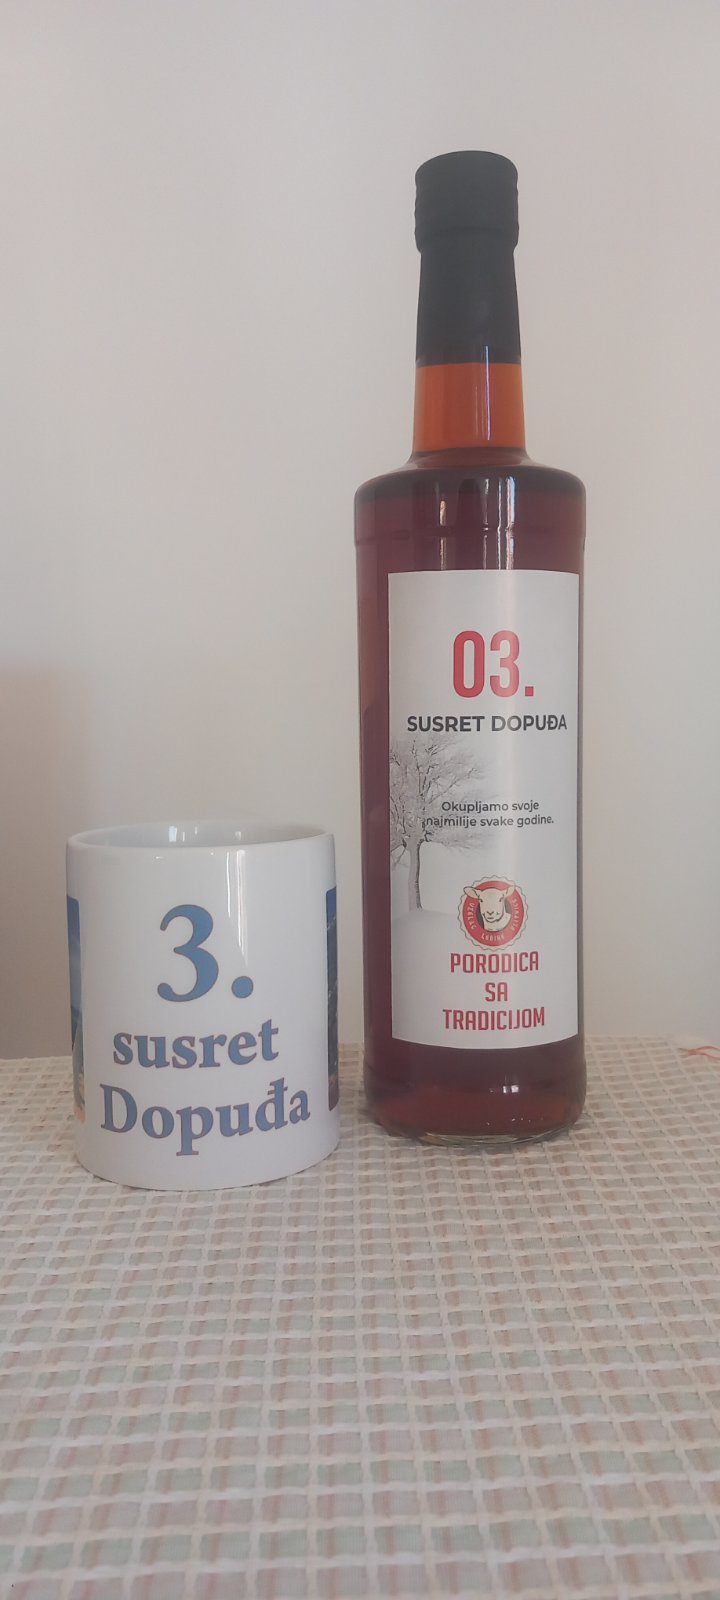 3.
susret
Dopuđa
03.
SUSRET DOPUĐA
Okupljamo svoje
najmilije svake godine.
PORODICA
SA
TRADICIJOM